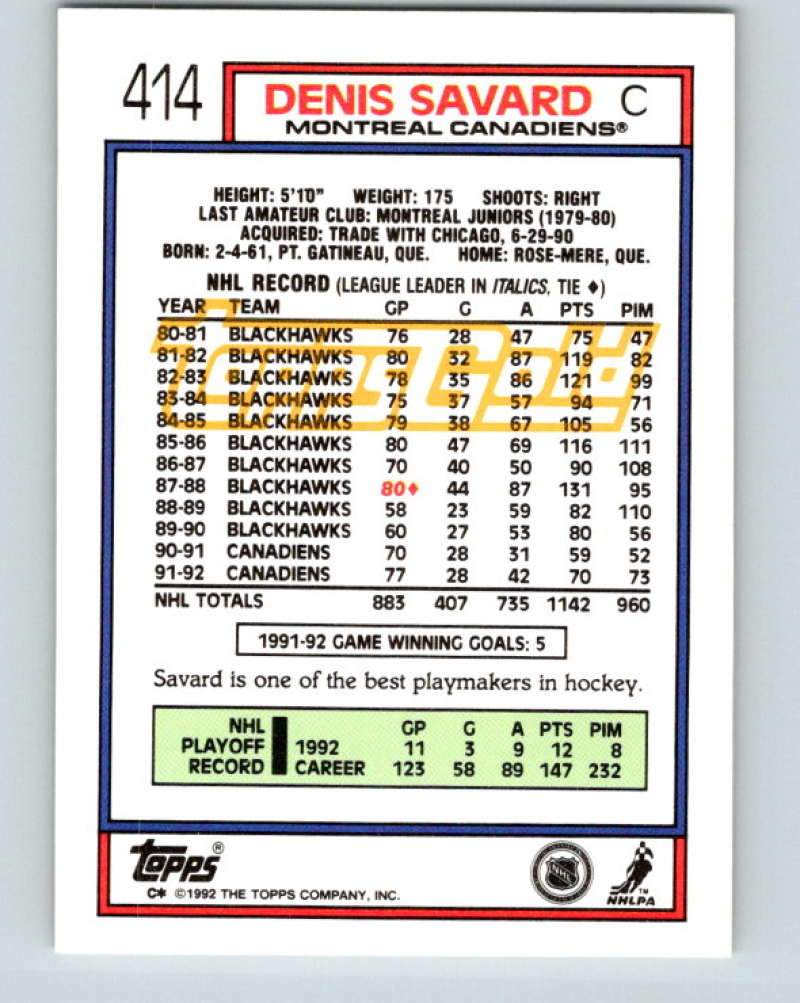 414
DENIS SAVARD C
MONTREAL CANADIENS®
HEIGHT: 5'10" WEIGHT: 175 SHOOTS: RIGHT
LAST AMATEUR CLUB: MONTREAL JUNIORS (1979-80)
ACQUIRED: TRADE WITH CHICAGO, 6-29-90
BORN: 2-4-61, PT. GATINEAU, QUE. HOME: ROSE-MERE, QUE.
NHL RECORD (LEAGUE LEADER IN ITALICS, TIE ♦)
YEAR TEAM GP G A PTS PIM
80-81 BLACKHAWKS 76 28 47 75 47
81-82 BLACKHAWKS 80 32 87 119 82
82-83 BLACKHAWKS 78 35 86 121 99
83-84 BLACKHAWKS 75 37 57 94 71
84-85 BLACKHAWKS 79 38 67 105 56
85-86 BLACKHAWKS 80 47 69 116 111
86-87 BLACKHAWKS 70 40 50 90 108
87-88 BLACKHAWKS 80♦ 44 87 131 95
88-89 BLACKHAWKS 58 23 59 82 110
89-90 BLACKHAWKS 60 27 53 80 56
90-91 CANADIENS 70 28 31 59 52
91-92 CANADIENS 77 28 42 70 73
NHL TOTALS 883 407 735 1142 960
ToppsGold
1991-92 GAME WINNING GOALS: 5
Savard is one of the best playmakers in hockey.
NHL GP G A PTS PIM
PLAYOFF 1992 11 3 9 12 8
RECORD CAREER 123 58 89 147 232
TOPPS®
C* ©1992 THE TOPPS COMPANY, INC.
NHL
TM
NHLPA